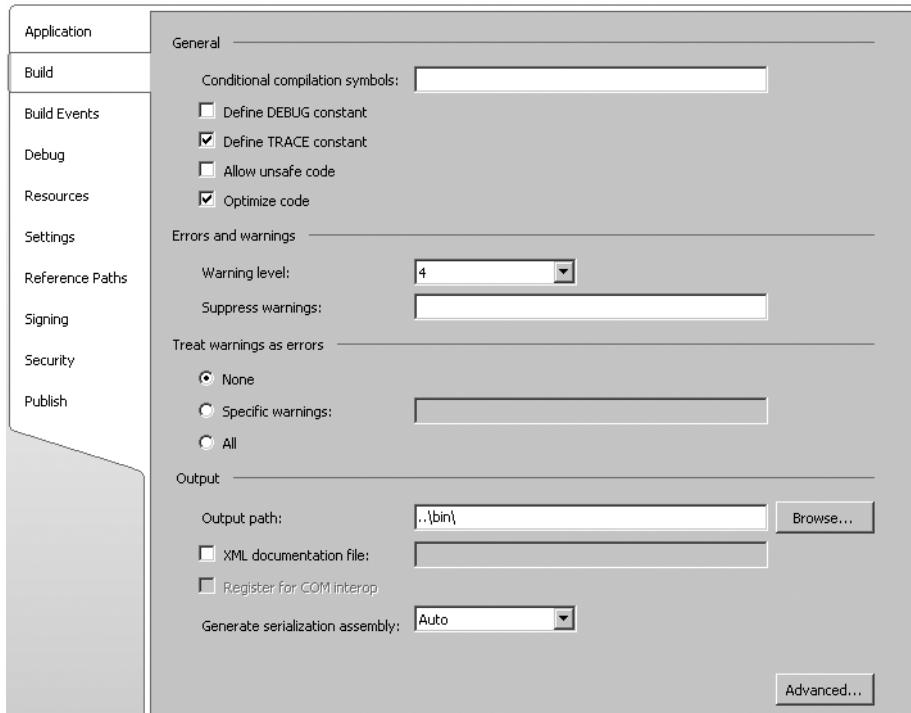 Application
Build
Build Events
Debug
Resources
Settings
Reference Paths
Signing
Security
Publish
General
Conditional compilation symbols:
Define DEBUG constant
Define TRACE constant
Allow unsafe code
Optimize code
Errors and warnings
Warning level: 4
Suppress warnings:
Treat warnings as errors
None
Specific warnings:
All
Output
Output path: ..\bin\ Browse...
XML documentation file:
Register for COM interop
Generate serialization assembly: Auto
Advanced...